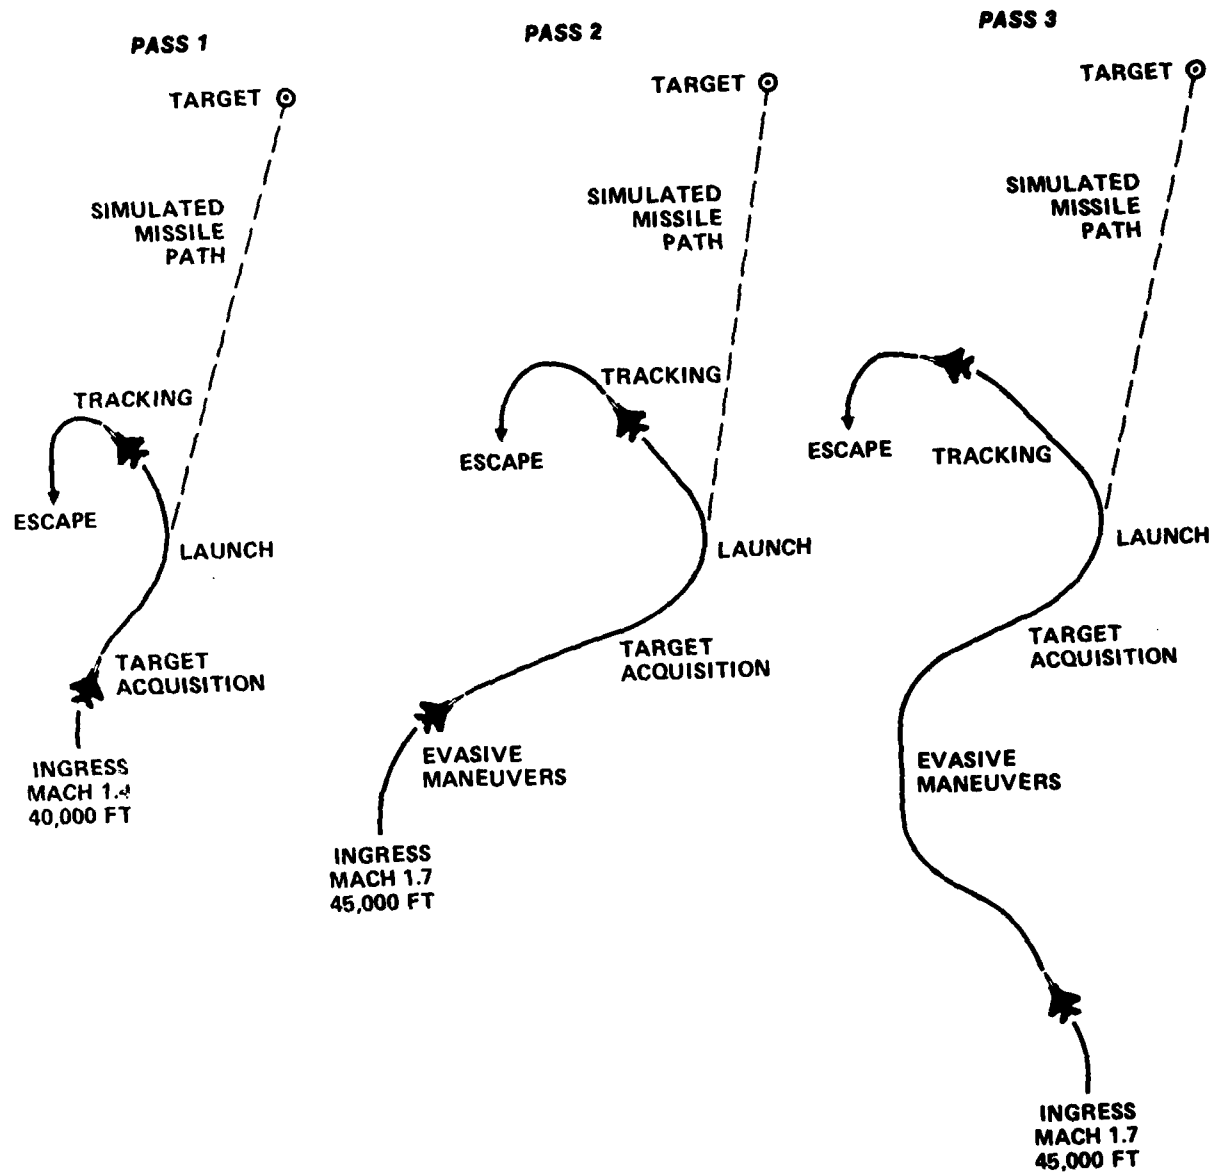 PASS 1
TARGET
SIMULATED
MISSILE
PATH
TRACKING
ESCAPE
LAUNCH
TARGET
ACQUISITION
INGRESS
MACH
40,000 FT
PASS 2
TARGET
SIMULATED
MISSILE
PATH
TRACKING
ESCAPE
LAUNCH
TARGET
ACQUISITION
EVASIVE
MANEUVERS
INGRESS
MACH 1.7
45,000 FT
PASS 3
TARGET
SIMULATED
MISSILE
PATH
ESCAPE
TRACKING
LAUNCH
TARGET
ACQUISITION
EVASIVE
MANEUVERS
INGRESS
MACH 1.7
45,000 FT